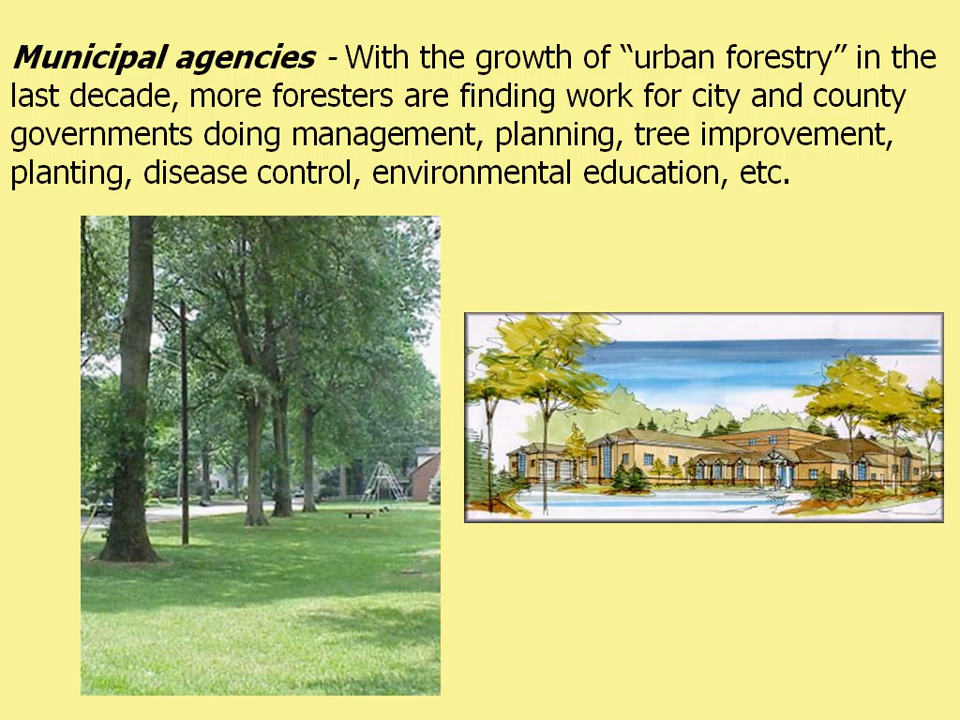 Municipal agencies - With the growth of “urban forestry” in the
last decade, more foresters are finding work for city and county
governments doing management, planning, tree improvement,
planting, disease control, environmental education, etc.